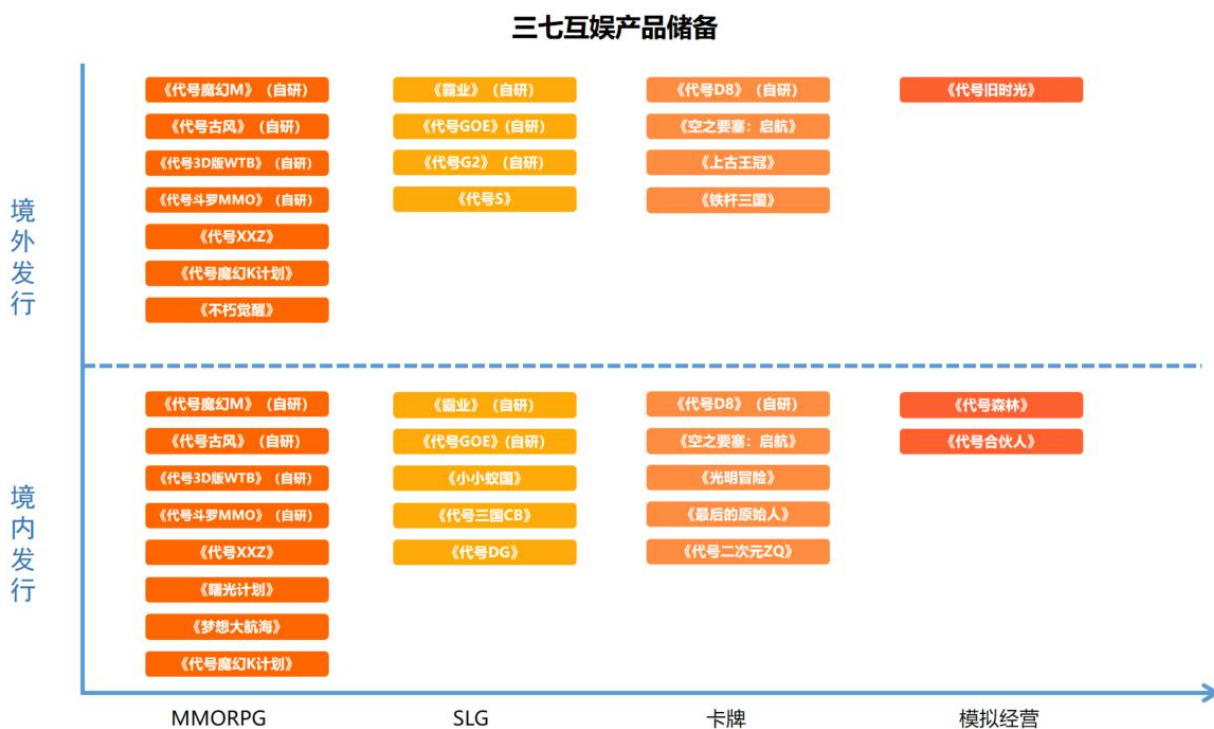 三七互娱产品储备
境外发行
《代号魔幻M》（自研）
《代号古风》（自研）
《代号3D版WTB》（自研）
《代号斗罗MMO》（自研）
《代号XXZ》
《代号魔幻K计划》
《不朽觉醒》
《霸业》（自研）
《代号GOE》(自研）
《代号G2》（自研）
《代号S》
《代号D8》（自研）
《空之要塞：启航》
《上古王冠》
《铁杆三国》
《代号旧时光》
境内发行
《代号魔幻M》（自研）
《代号古风》（自研）
《代号3D版WTB》（自研）
《代号斗罗MMO》（自研）
《代号XXZ》
《曙光计划》
《梦想大航海》
《代号魔幻K计划》
《霸业》（自研）
《代号GOE》(自研）
《小小蚁国》
《代号三国CB》
《代号DG》
《代号D8》（自研）
《空之要塞：启航》
《光明冒险》
《最后的原始人》
《代号二次元ZQ》
《代号森林》
《代号合伙人》
MMORPG
SLG
卡牌
模拟经营